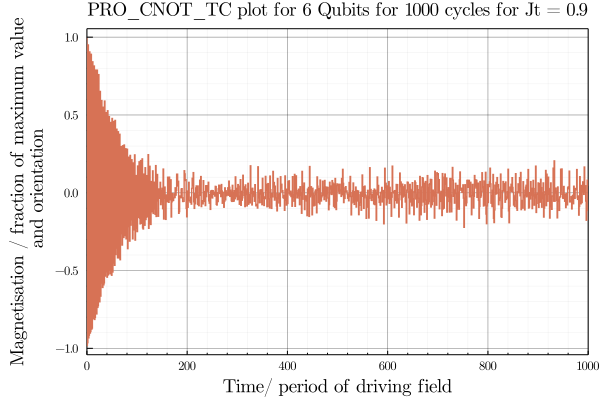 PRO_CNOT_TC plot for 6 Qubits for 1000 cycles for Jt = 0.9
Magnetisation / fraction of maximum value
and orientation
1.0
0.5
0.0
−0.5
−1.0
0 200 400 600 800 1000
Time/ period of driving field